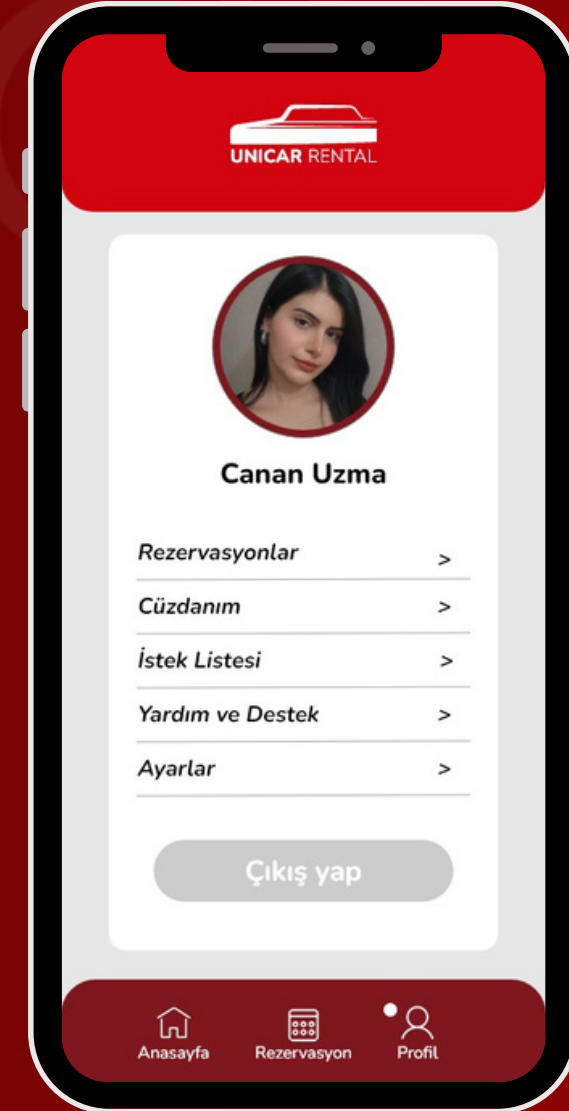 UNICAR RENTAL
Canan Uzma
Rezervasyonlar >
Cüzdanım >
İstek Listesi >
Yardım ve Destek >
Ayarlar >
Çıkış yap
Anasayfa Rezervasyon Profil